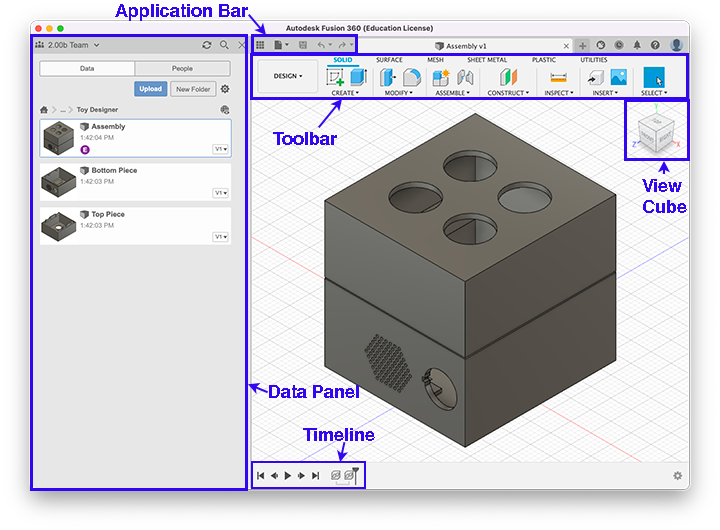 Application Bar
Autodesk Fusion 360 (Education License)
2.00b Team
Assembly v1
Data
People
Upload
New Folder
... Toy Designer
Assembly
1:42:04 PM
E
V1
Bottom Piece
1:42:03 PM
V1
Top Piece
1:42:03 PM
V1
SOLID SURFACE MESH SHEET METAL PLASTIC UTILITIES
DESIGN
CREATE MODIFY ASSEMBLE CONSTRUCT INSPECT INSERT SELECT
Toolbar
TOP
FRONT RIGHT
Z X
View
Cube
Data Panel
Timeline